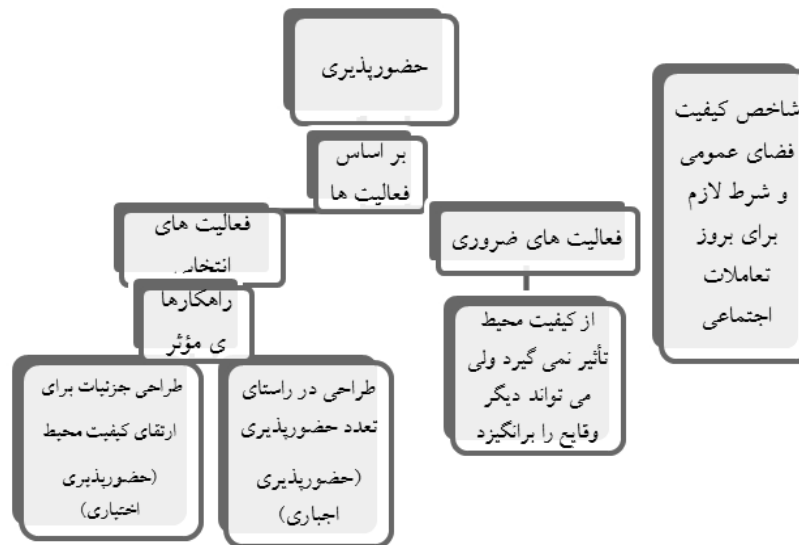 حضورپذیری
بر اساس
فعالیت ها
شاخص کیفیت
فضای عمومی
و شرط لازم
برای بروز
تعاملات
اجتماعی
فعالیت های ضروری
از کیفیت محیط
تأثیر نمی گیرد ولی
می تواند دیگر
وقایع را برانگیزد
فعالیت های
انتخابی
راهکارها
ی مؤثر
طراحی در راستای
تعدد حضورپذیری
(حضورپذیری
اجباری)
طراحی جزئیات برای
ارتقای کیفیت محیط
(حضورپذیری
اختیاری)